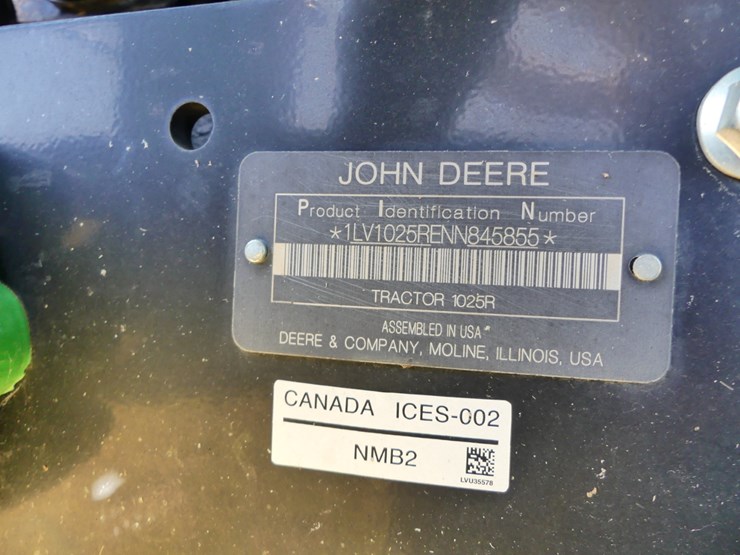 JOHN DEERE
Product Identification Number
*1LV1025RENN845855*
TRACTOR 1025R
ASSEMBLED IN USA*
DEERE & COMPANY, MOLINE, ILLINOIS, USA
CANADA ICES-002
NMB2
LVU35578